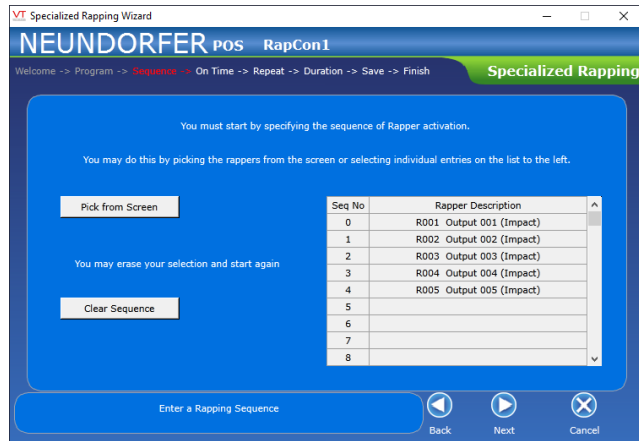 VT Specialized Rapping Wizard
NEUNDORFER POS RapCon1
Welcome -> Program -> Sequence -> On Time -> Repeat -> Duration -> Save -> Finish
Specialized Rapping
You must start by specifying the sequence of Rapper activation.
You may do this by picking the rappers from the screen or selecting individual entries on the list to the left.
Pick from Screen
You may erase your selection and start again
Clear Sequence
Seq No Rapper Description
0 R001 Output 001 (Impact)
1 R002 Output 002 (Impact)
2 R003 Output 003 (Impact)
3 R004 Output 004 (Impact)
4 R005 Output 005 (Impact)
5
6
7
8
Enter a Rapping Sequence
Back Next Cancel